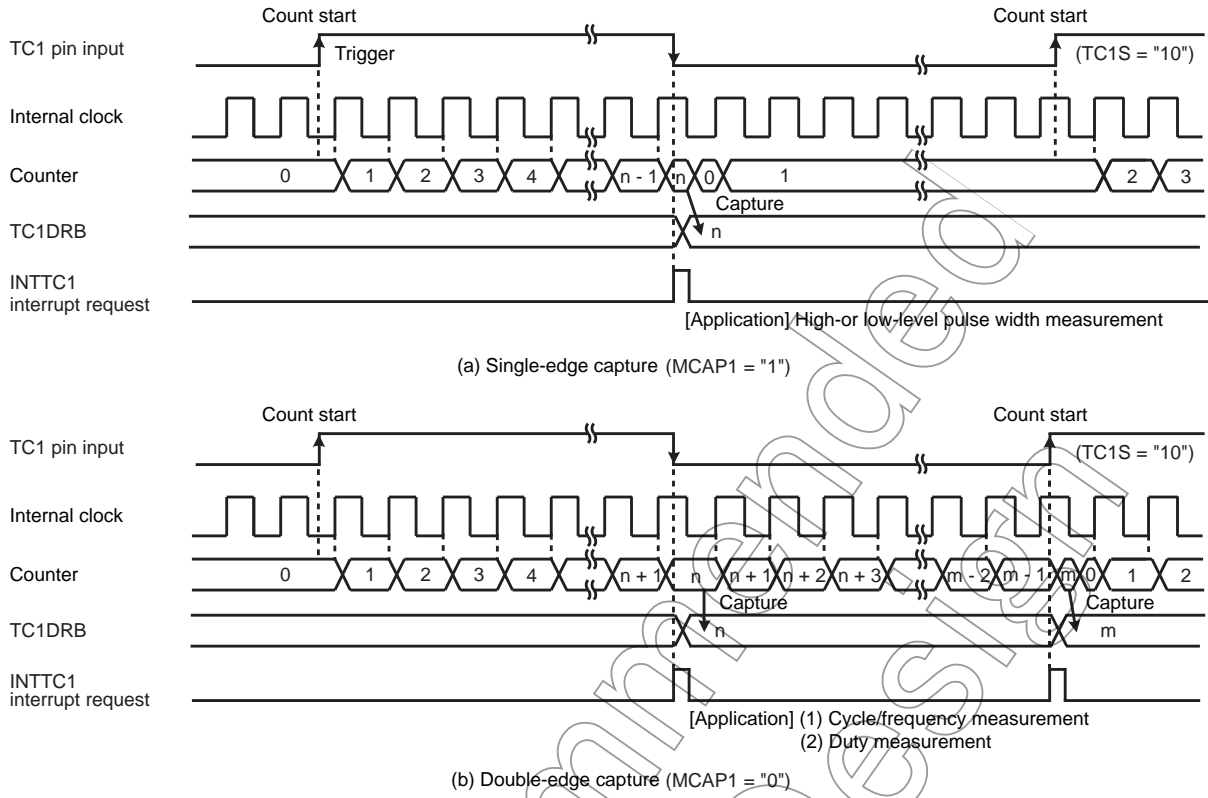 Count start Count start
TC1 pin input Trigger (TC1S = "10")
Internal clock
Counter 0 1 2 3 4 n - 1 n 0 1 2 3
Capture
TC1DRB n
INTTC1
interrupt request
[Application] High-or low-level pulse width measurement
(a) Single-edge capture (MCAP1 = "1")
Count start Count start
TC1 pin input (TC1S = "10")
Internal clock
Counter 0 1 2 3 4 n + 1 n n + 1 n + 2 n + 3 m - 2 m - 1 m 0 1 2
Capture Capture
TC1DRB n m
INTTC1
interrupt request
[Application] (1) Cycle/frequency measurement
(2) Duty measurement
(b) Double-edge capture (MCAP1 = "0")